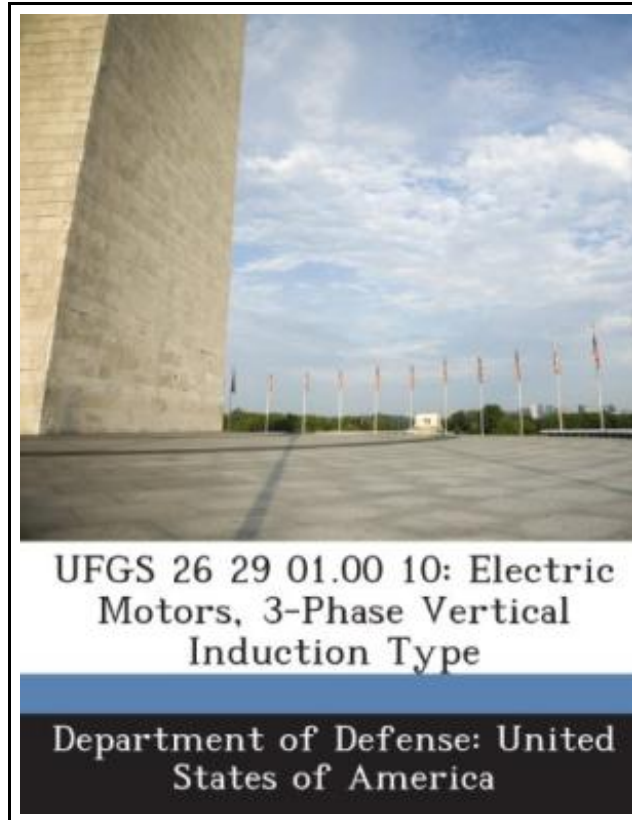 UFGS 26 29 01.00 10: Electric
Motors, 3-Phase Vertical
Induction Type
Department of Defense: United
States of America